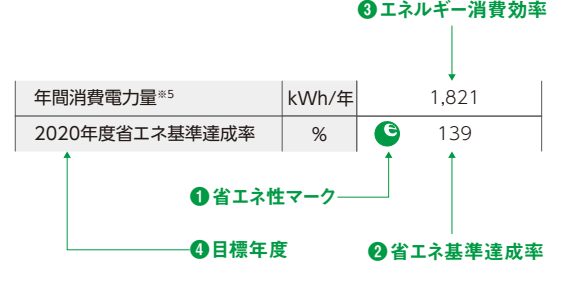 ❸エネルギー消費効率
年間消費電力量※5 kWh/年 1,821
2020年度省エネ基準達成率 % e 139
❶省エネ性マーク
❹目標年度
❷省エネ基準達成率